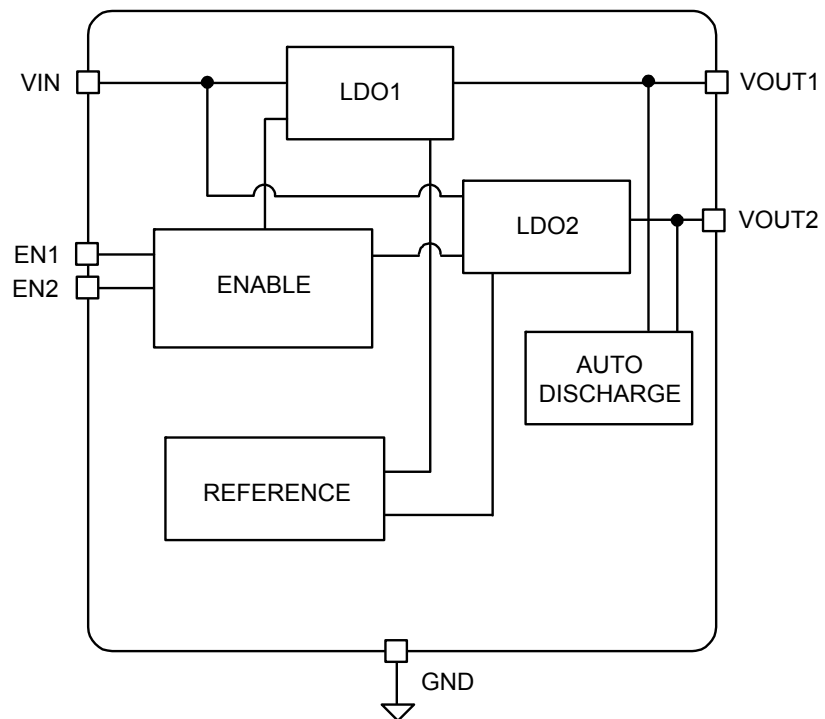 VIN
LDO1
VOUT1
LDO2
VOUT2
EN1
EN2
ENABLE
AUTO
DISCHARGE
REFERENCE
GND